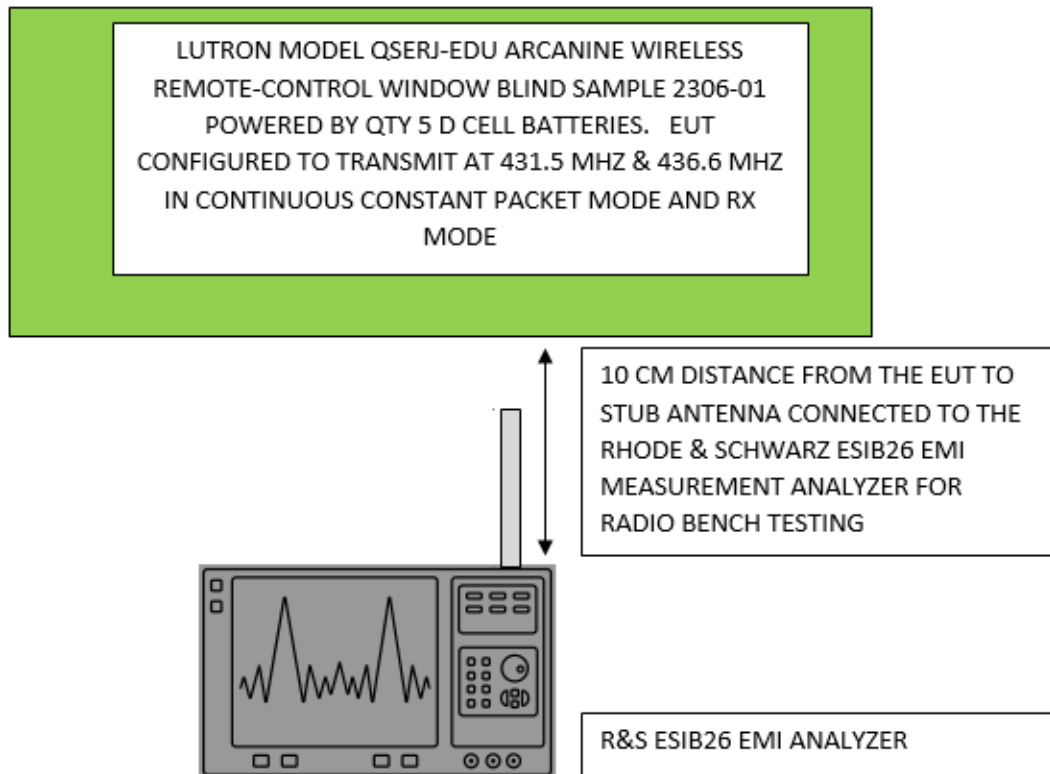 LUTRON MODEL QSERJ-EDU ARCANINE WIRELESS
REMOTE-CONTROL WINDOW BLIND SAMPLE 2306-01
POWERED BY QTY 5 D CELL BATTERIES. EUT
CONFIGURED TO TRANSMIT AT 431.5 MHZ & 436.6 MHZ
IN CONTINUOUS CONSTANT PACKET MODE AND RX
MODE
10 CM DISTANCE FROM THE EUT TO
STUB ANTENNA CONNECTED TO THE
RHODE & SCHWARZ ESIB26 EMI
MEASUREMENT ANALYZER FOR
RADIO BENCH TESTING
R&S ESIB26 EMI ANALYZER